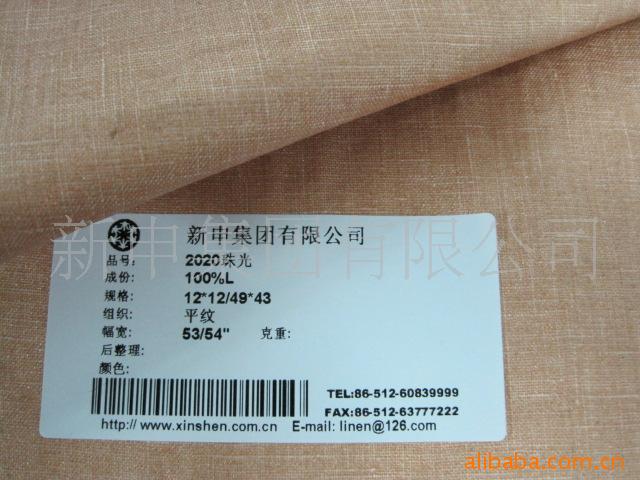 新申集团有限公司
新申集团有限公司
品号: 2020珠光
成份: 100%L
规格: 12*12/49*43
组织: 平纹
幅宽: 53/54" 克重:
后整理:
颜色:
TEL:86-512-60839999
FAX:86-512-63777222
http:// www.xinshen.com.cn E-mail: linen@126.com
alibaba.com.cn